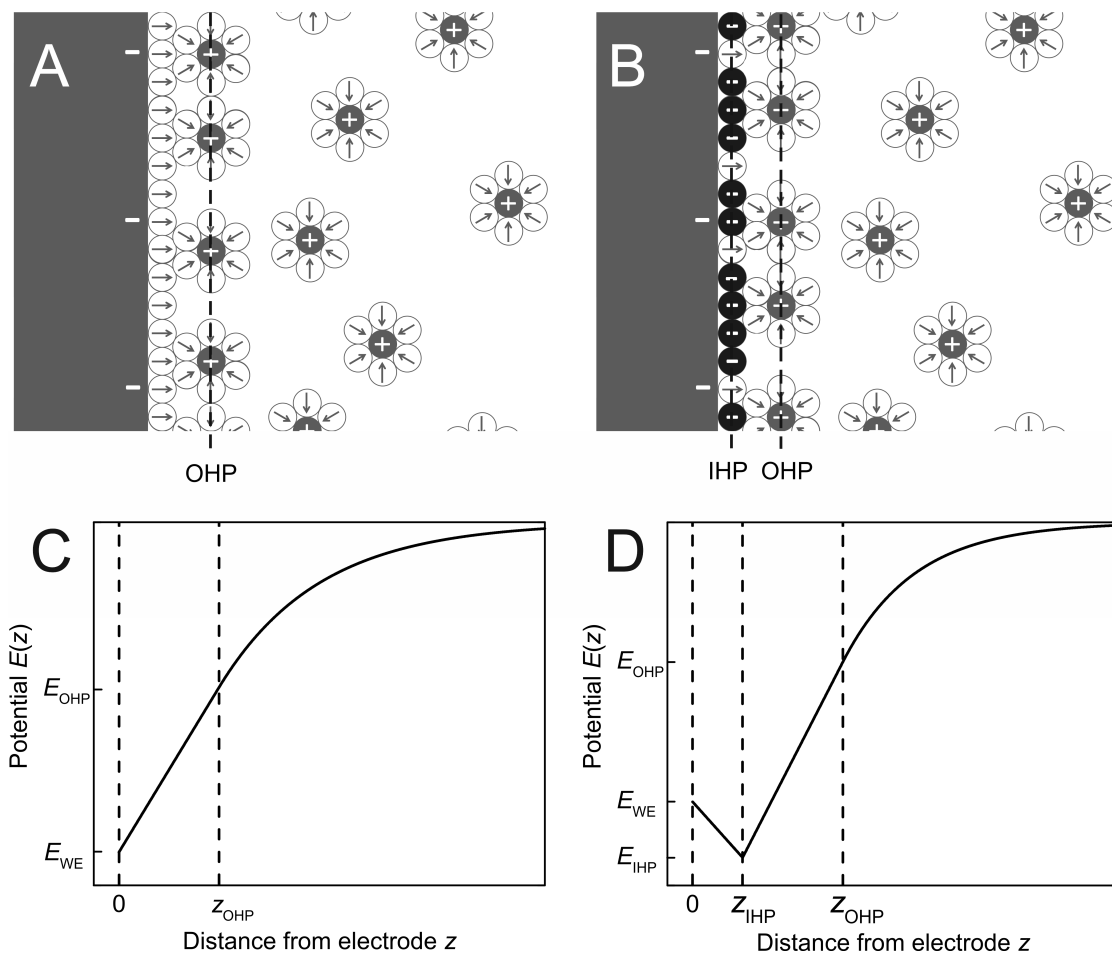 A
B
OHP
IHP OHP
C
Potential E(z)
E_OHP
E_WE
0
z_OHP
Distance from electrode z
D
Potential E(z)
E_OHP
E_WE
E_IHP
0
z_IHP
z_OHP
Distance from electrode z